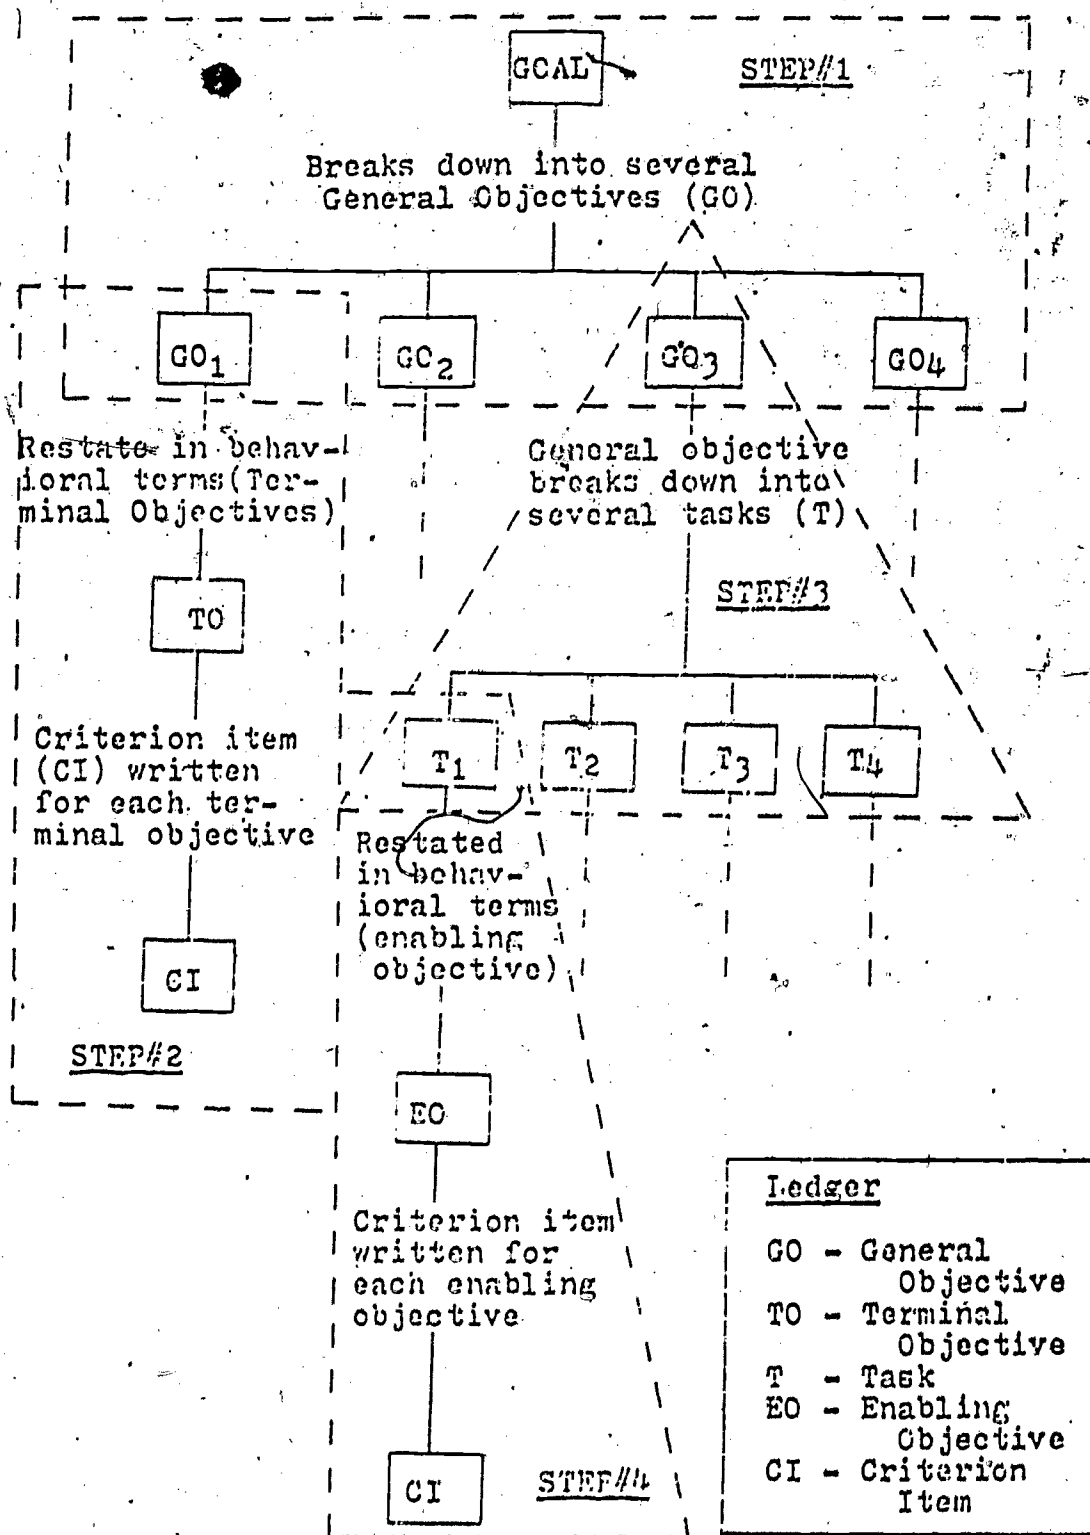 GOAL
STEP#1
Breaks down into several
General Objectives (GO)
GO1
GO2
GO3
GO4
Restate in behav-
ioral terms(Ter-
minal Objectives)
General objective
breaks down into
several tasks (T)
TO
STEP#3
Criterion item
(CI) written
for each ter-
minal objective
T1
T2
T3
T4
Restated
in behav-
ioral terms
(enabling
objective)
CI
STEP#2
EO
Criterion item
written for
each enabling
objective
CI
STEP#4
Ledger
GO - General
Objective
TO - Terminal
Objective
T - Task
EO - Enabling
Objective
CI - Criterion
Item